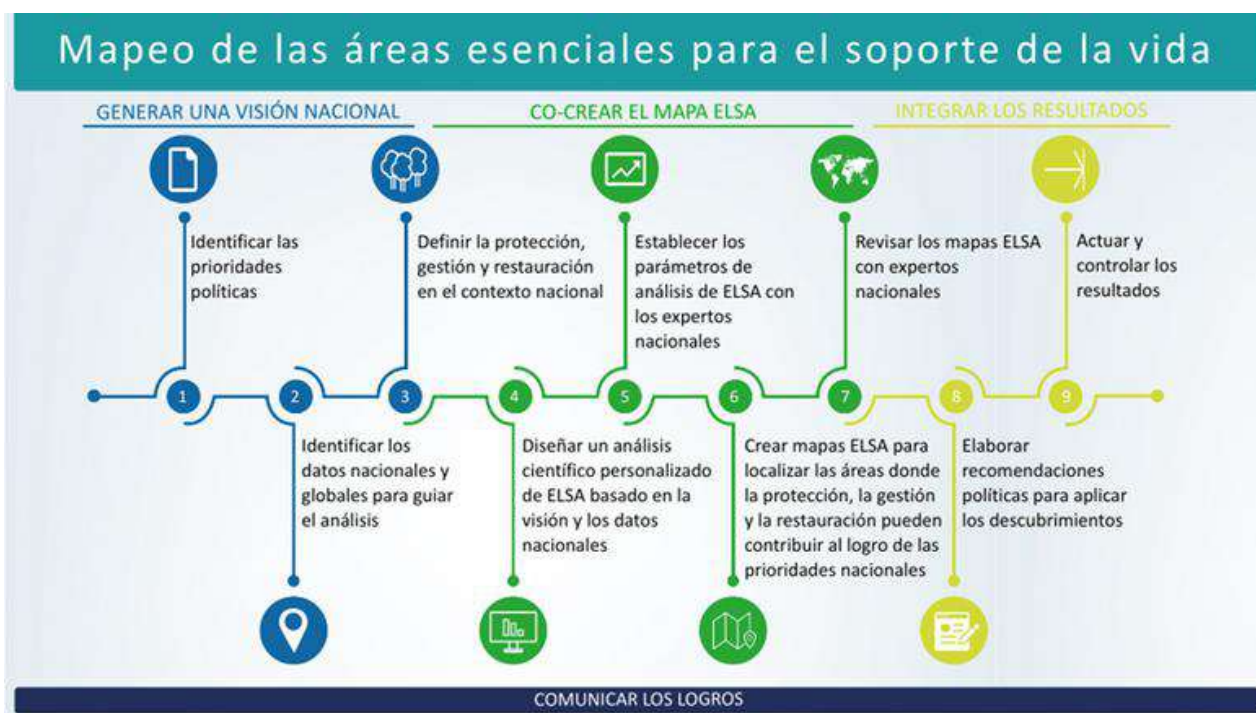 Mapeo de las áreas esenciales para el soporte de la vida
GENERAR UNA VISIÓN NACIONAL
CO-CREAR EL MAPA ELSA
INTEGRAR LOS RESULTADOS
Identificar las
prioridades
políticas
Definir la protección,
gestión y restauración
en el contexto nacional
Establecer los
parámetros de
análisis de ELSA con
los expertos
nacionales
Revisar los mapas ELSA
con expertos
nacionales
Actuar y
controlar los
resultados
1
2
3
4
5
6
7
8
9
Identificar los
datos nacionales y
globales para guiar
el análisis
Diseñar un análisis
científico personalizado
de ELSA basado en la
visión y los datos
nacionales
Crear mapas ELSA para
localizar las áreas donde
la protección, la gestión
y la restauración pueden
contribuir al logro de las
prioridades nacionales
Elaborar
recomendaciones
políticas para aplicar
los descubrimientos
COMUNICAR LOS LOGROS